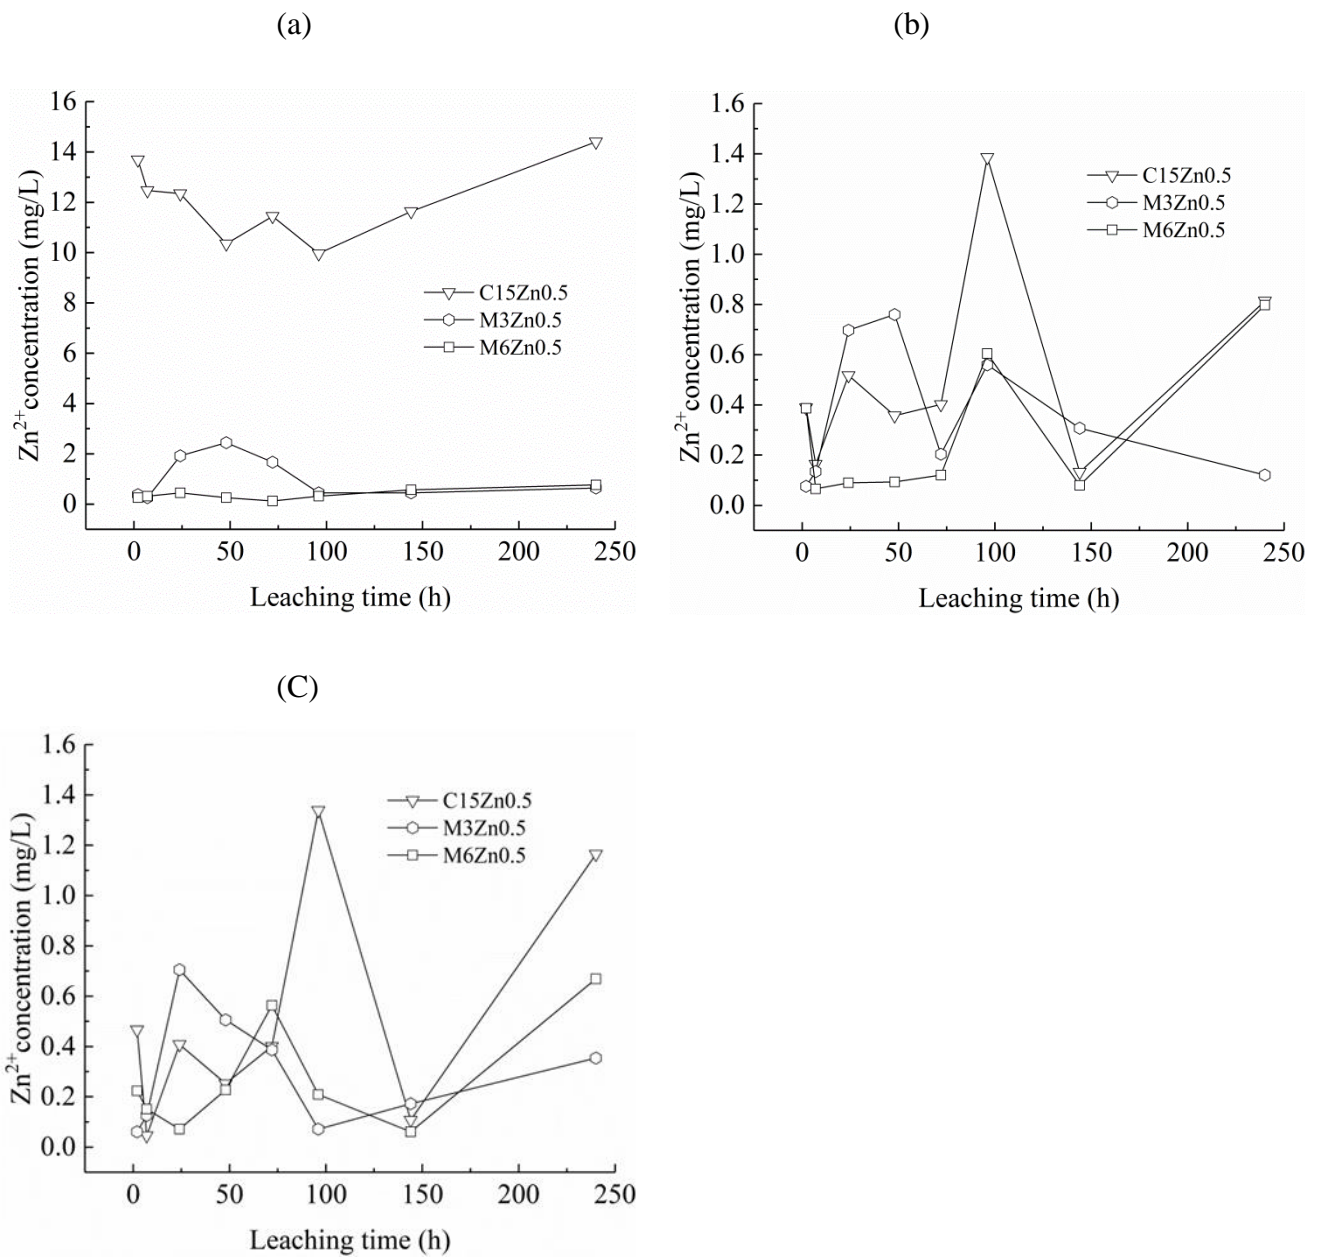 (a)
16
14
12
10
8
6
4
2
0
Zn2+concentration (mg/L)
C15Zn0.5
M3Zn0.5
M6Zn0.5
0 50 100 150 200 250
Leaching time (h)
(b)
1.6
1.4
1.2
1.0
0.8
0.6
0.4
0.2
0.0
Zn2+concentration (mg/L)
C15Zn0.5
M3Zn0.5
M6Zn0.5
0 50 100 150 200 250
Leaching time (h)
(C)
1.6
1.4
1.2
1.0
0.8
0.6
0.4
0.2
0.0
Zn2+concentration (mg/L)
C15Zn0.5
M3Zn0.5
M6Zn0.5
0 50 100 150 200 250
Leaching time (h)